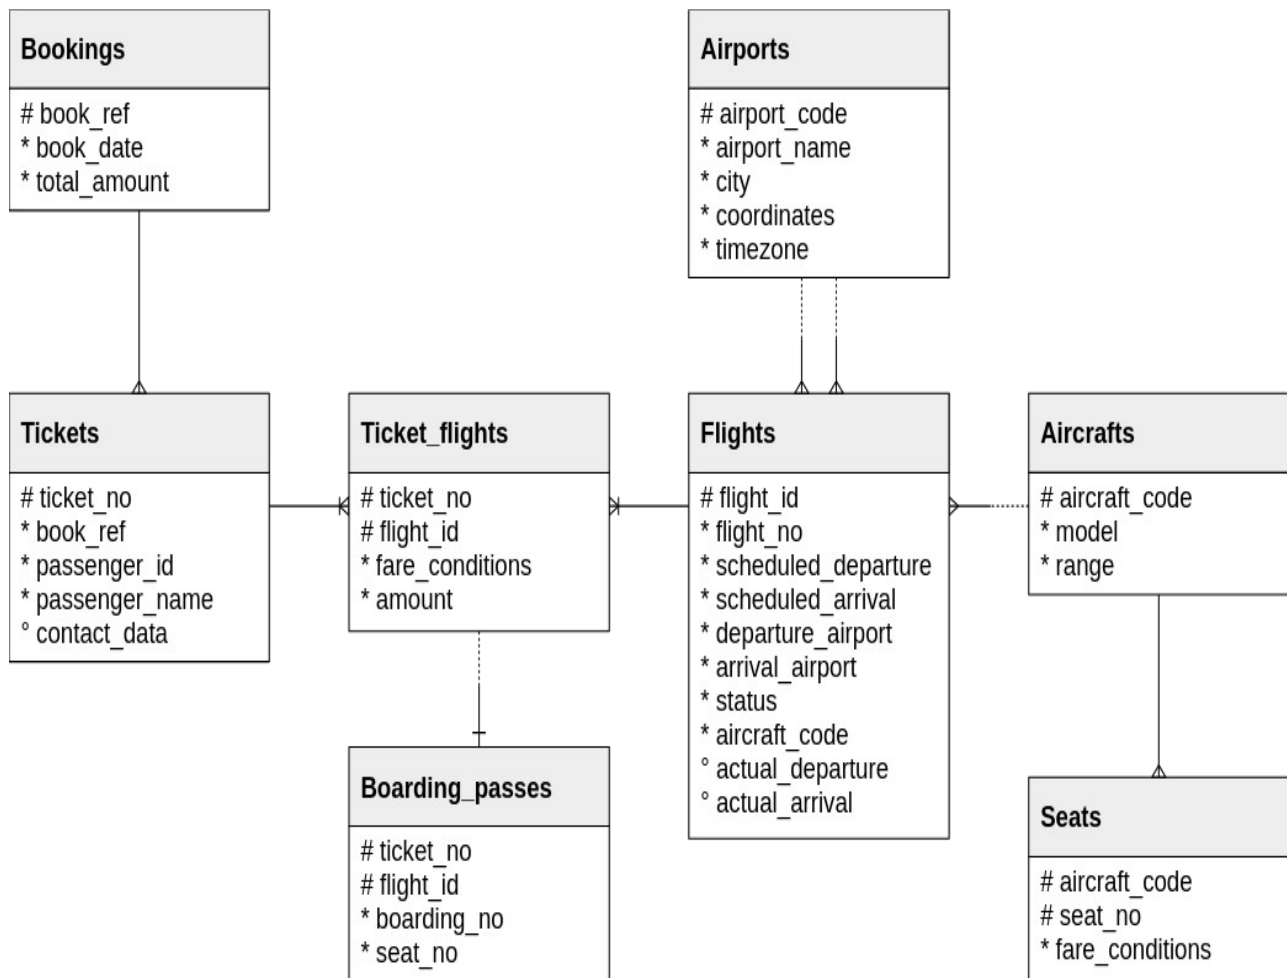 Bookings
# book_ref
* book_date
* total_amount
Airports
# airport_code
* airport_name
* city
* coordinates
* timezone
Tickets
# ticket_no
* book_ref
* passenger_id
* passenger_name
° contact_data
Ticket_flights
# ticket_no
# flight_id
* fare_conditions
* amount
Flights
# flight_id
* flight_no
* scheduled_departure
* scheduled_arrival
* departure_airport
* arrival_airport
* status
* aircraft_code
° actual_departure
° actual_arrival
Aircrafts
# aircraft_code
* model
* range
Boarding_passes
# ticket_no
# flight_id
* boarding_no
* seat_no
Seats
# aircraft_code
# seat_no
* fare_conditions